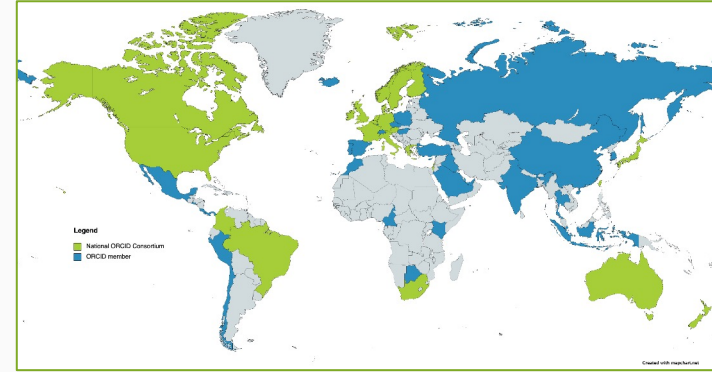 Legend
National ORCID Consortium
ORCID member
Created with mapchart.net